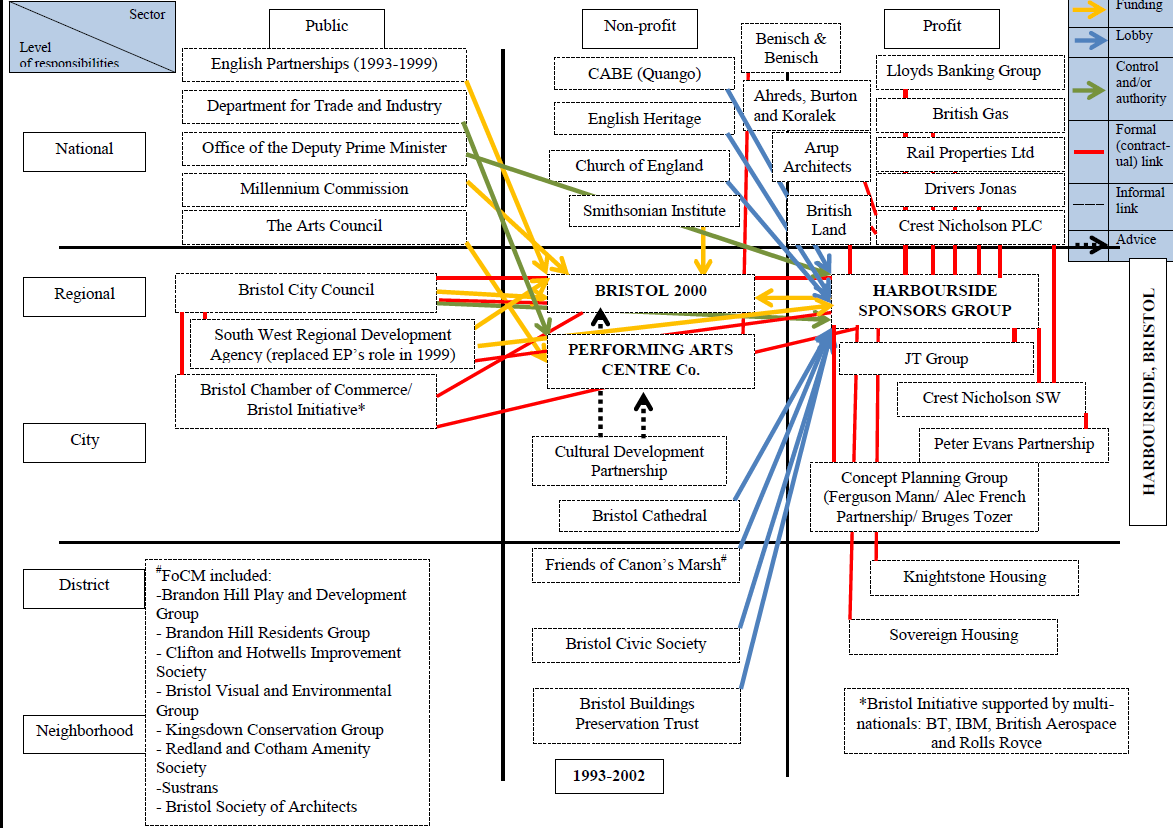 Sector
Level
of responsibilities
Public
Non-profit
Profit
Funding
Lobby
Control
and/or
authority
Formal
(contract-
ual) link
Informal
link
Advice
National
English Partnerships (1993-1999)
Department for Trade and Industry
Office of the Deputy Prime Minister
Millennium Commission
The Arts Council
CABE (Quango)
English Heritage
Church of England
Smithsonian Institute
Benisch &
Benisch
Ahreds, Burton
and Koralek
Arup
Architects
British
Land
Lloyds Banking Group
British Gas
Rail Properties Ltd
Drivers Jonas
Crest Nicholson PLC
Regional
Bristol City Council
South West Regional Development
Agency (replaced EP's role in 1999)
Bristol Chamber of Commerce/
Bristol Initiative*
BRISTOL 2000
PERFORMING ARTS
CENTRE Co.
HARBOURSIDE
SPONSORS GROUP
JT Group
Crest Nicholson SW
Peter Evans Partnership
Concept Planning Group
(Ferguson Mann/ Alec French
Partnership/ Bruges Tozer
HARBOURSIDE, BRISTOL
City
Cultural Development
Partnership
Bristol Cathedral
District
#FoCM included:
-Brandon Hill Play and Development
Group
- Brandon Hill Residents Group
- Clifton and Hotwells Improvement
Society
- Bristol Visual and Environmental
Group
- Kingsdown Conservation Group
- Redland and Cotham Amenity
Society
-Sustrans
- Bristol Society of Architects
Friends of Canon's Marsh#
Bristol Civic Society
Bristol Buildings
Preservation Trust
Knightstone Housing
Sovereign Housing
Neighborhood
*Bristol Initiative supported by multi-
nationals: BT, IBM, British Aerospace
and Rolls Royce
1993-2002